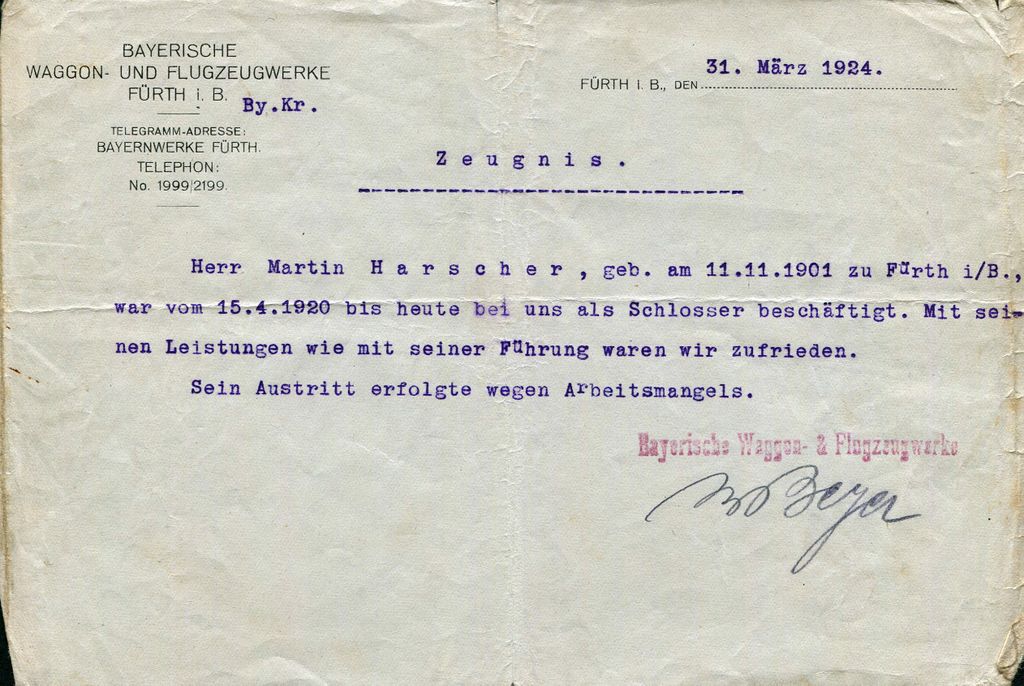 BAYERISCHE
WAGGON- UND FLUGZEUGWERKE
FÜRTH i. B.
By.Kr.
TELEGRAMM-ADRESSE:
BAYERNWERKE FÜRTH.
TELEPHON:
No. 1999/2199.
FÜRTH I. B., DEN 31. März 1924.
Zeugnis.
Herr Martin Harscher, geb. am 11.11.1901 zu Fürth i/B.,
war vom 15.4.1920 bis heute bei uns als Schlosser beschäftigt. Mit sei-
nen Leistungen wie mit seiner Führung waren wir zufrieden.
Sein Austritt erfolgte wegen Arbeitsmangels.
Bayerische Waggon- & Flugzeugwerke
Beyer